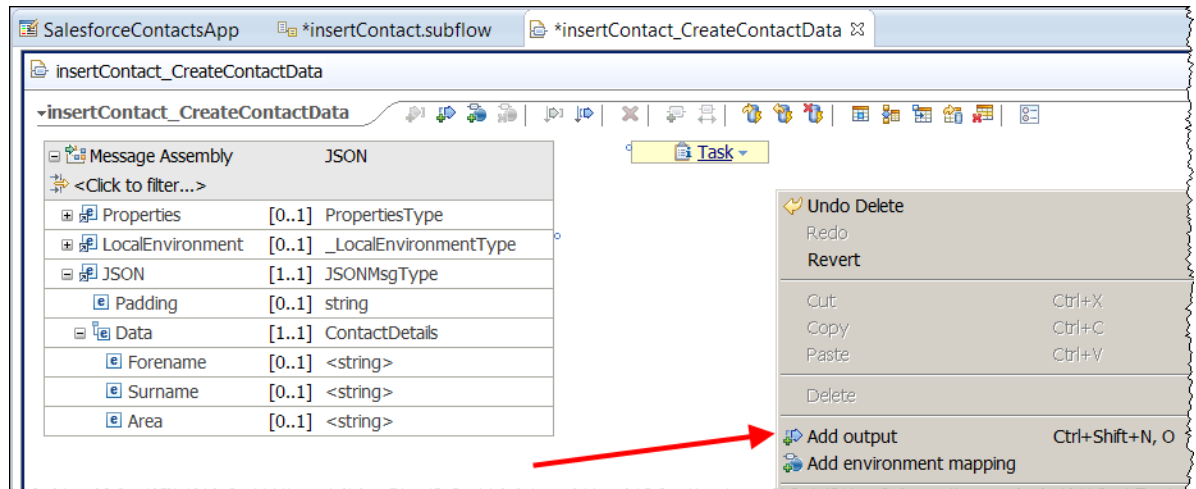 SalesforceContactsApp *insertContact.subflow *insertContact_CreateContactData
insertContact_CreateContactData
insertContact_CreateContactData
Message Assembly JSON
Task
<Click to filter...>
Properties [0..1] PropertiesType
LocalEnvironment [0..1] _LocalEnvironmentType
JSON [1..1] JSONMsgType
Padding [0..1] string
Data [1..1] ContactDetails
Forename [0..1] <string>
Surname [0..1] <string>
Area [0..1] <string>
Undo Delete
Redo
Revert
Cut Ctrl+X
Copy Ctrl+C
Paste Ctrl+V
Delete
Add output Ctrl+Shift+N, O
Add environment mapping